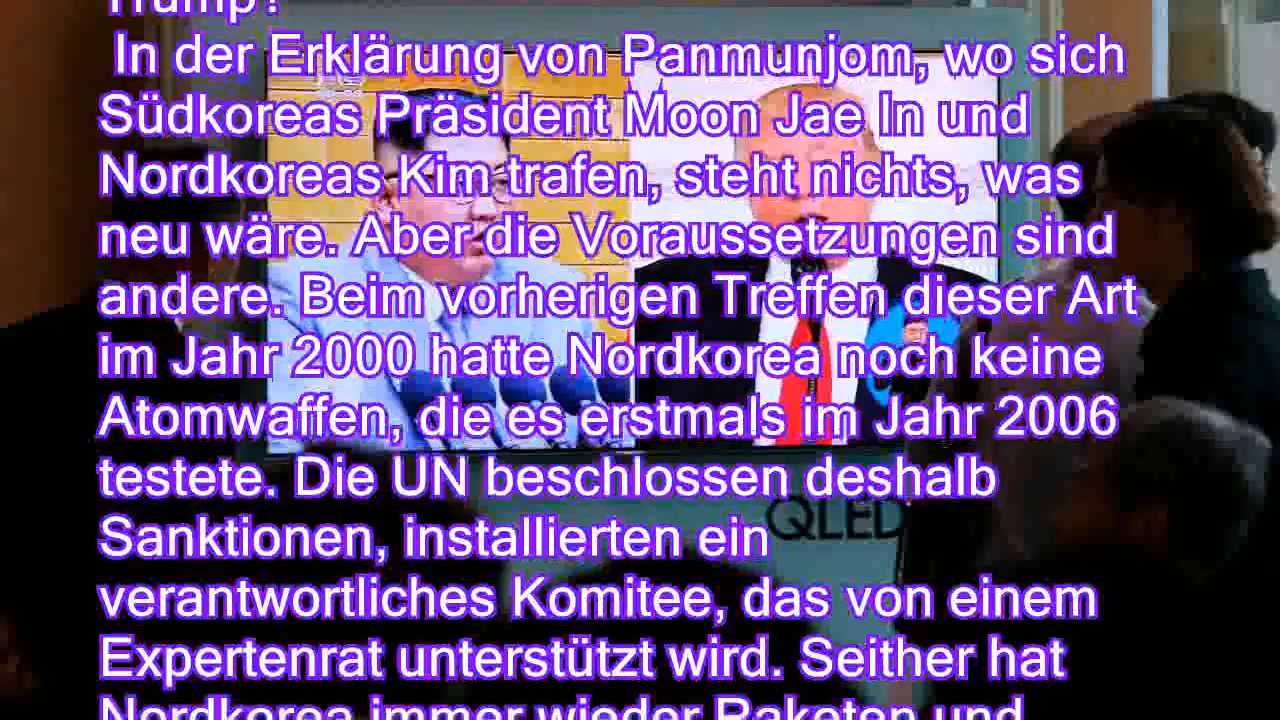 Trump?
In der Erklärung von Panmunjom, wo sich
Südkoreas Präsident Moon Jae In und
Nordkoreas Kim trafen, steht nichts, was
neu wäre. Aber die Voraussetzungen sind
andere. Beim vorherigen Treffen dieser Art
im Jahr 2000 hatte Nordkorea noch keine
Atomwaffen, die es erstmals im Jahr 2006
testete. Die UN beschlossen deshalb
Sanktionen, installierten ein
verantwortliches Komitee, das von einem
Expertenrat unterstützt wird. Seither hat
Nordkorea immer wieder Raketen und
QLED